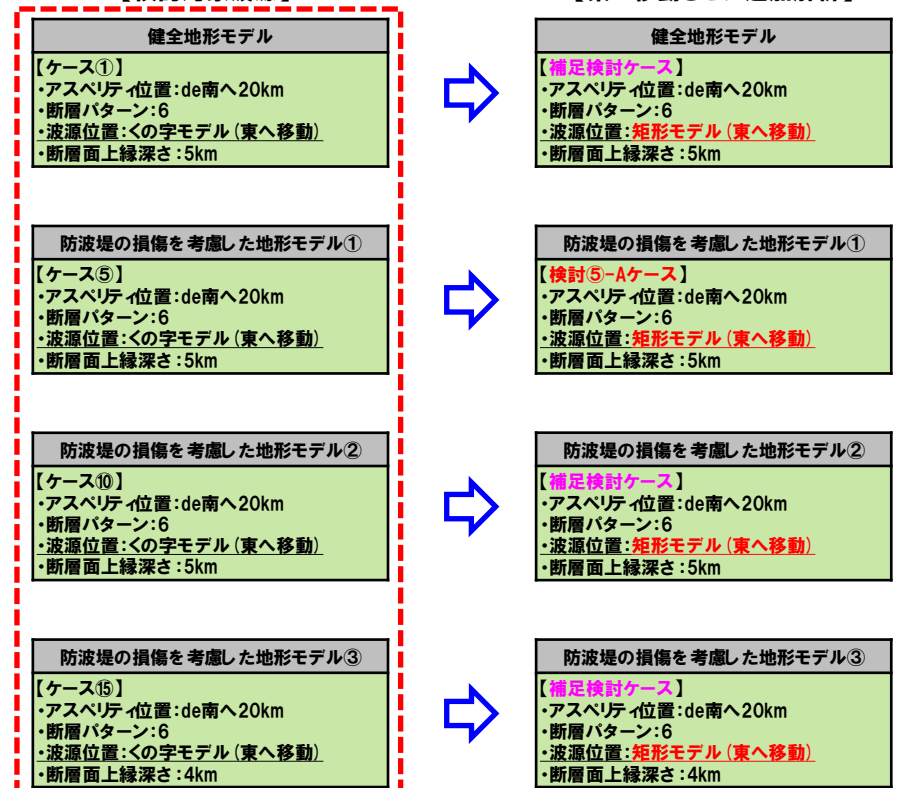 健全地形モデル
【ケース①】
・アスペリティ位置:de南へ20km
・断層パターン:6
・波源位置:くの字モデル(東へ移動)
・断層面上縁深さ:5km
健全地形モデル
【補足検討ケース】
・アスペリティ位置:de南へ20km
・断層パターン:6
・波源位置:矩形モデル(東へ移動)
・断層面上縁深さ:5km
防波堤の損傷を考慮した地形モデル①
【ケース⑤】
・アスペリティ位置:de南へ20km
・断層パターン:6
・波源位置:くの字モデル(東へ移動)
・断層面上縁深さ:5km
防波堤の損傷を考慮した地形モデル①
【検討⑤-Aケース】
・アスペリティ位置:de南へ20km
・断層パターン:6
・波源位置:矩形モデル(東へ移動)
・断層面上縁深さ:5km
防波堤の損傷を考慮した地形モデル②
【ケース⑩】
・アスペリティ位置:de南へ20km
・断層パターン:6
・波源位置:くの字モデル(東へ移動)
・断層面上縁深さ:5km
防波堤の損傷を考慮した地形モデル②
【補足検討ケース】
・アスペリティ位置:de南へ20km
・断層パターン:6
・波源位置:矩形モデル(東へ移動)
・断層面上縁深さ:5km
防波堤の損傷を考慮した地形モデル③
【ケース⑮】
・アスペリティ位置:de南へ20km
・断層パターン:6
・波源位置:くの字モデル(東へ移動)
・断層面上縁深さ:4km
防波堤の損傷を考慮した地形モデル③
【補足検討ケース】
・アスペリティ位置:de南へ20km
・断層パターン:6
・波源位置:矩形モデル(東へ移動)
・断層面上縁深さ:4km